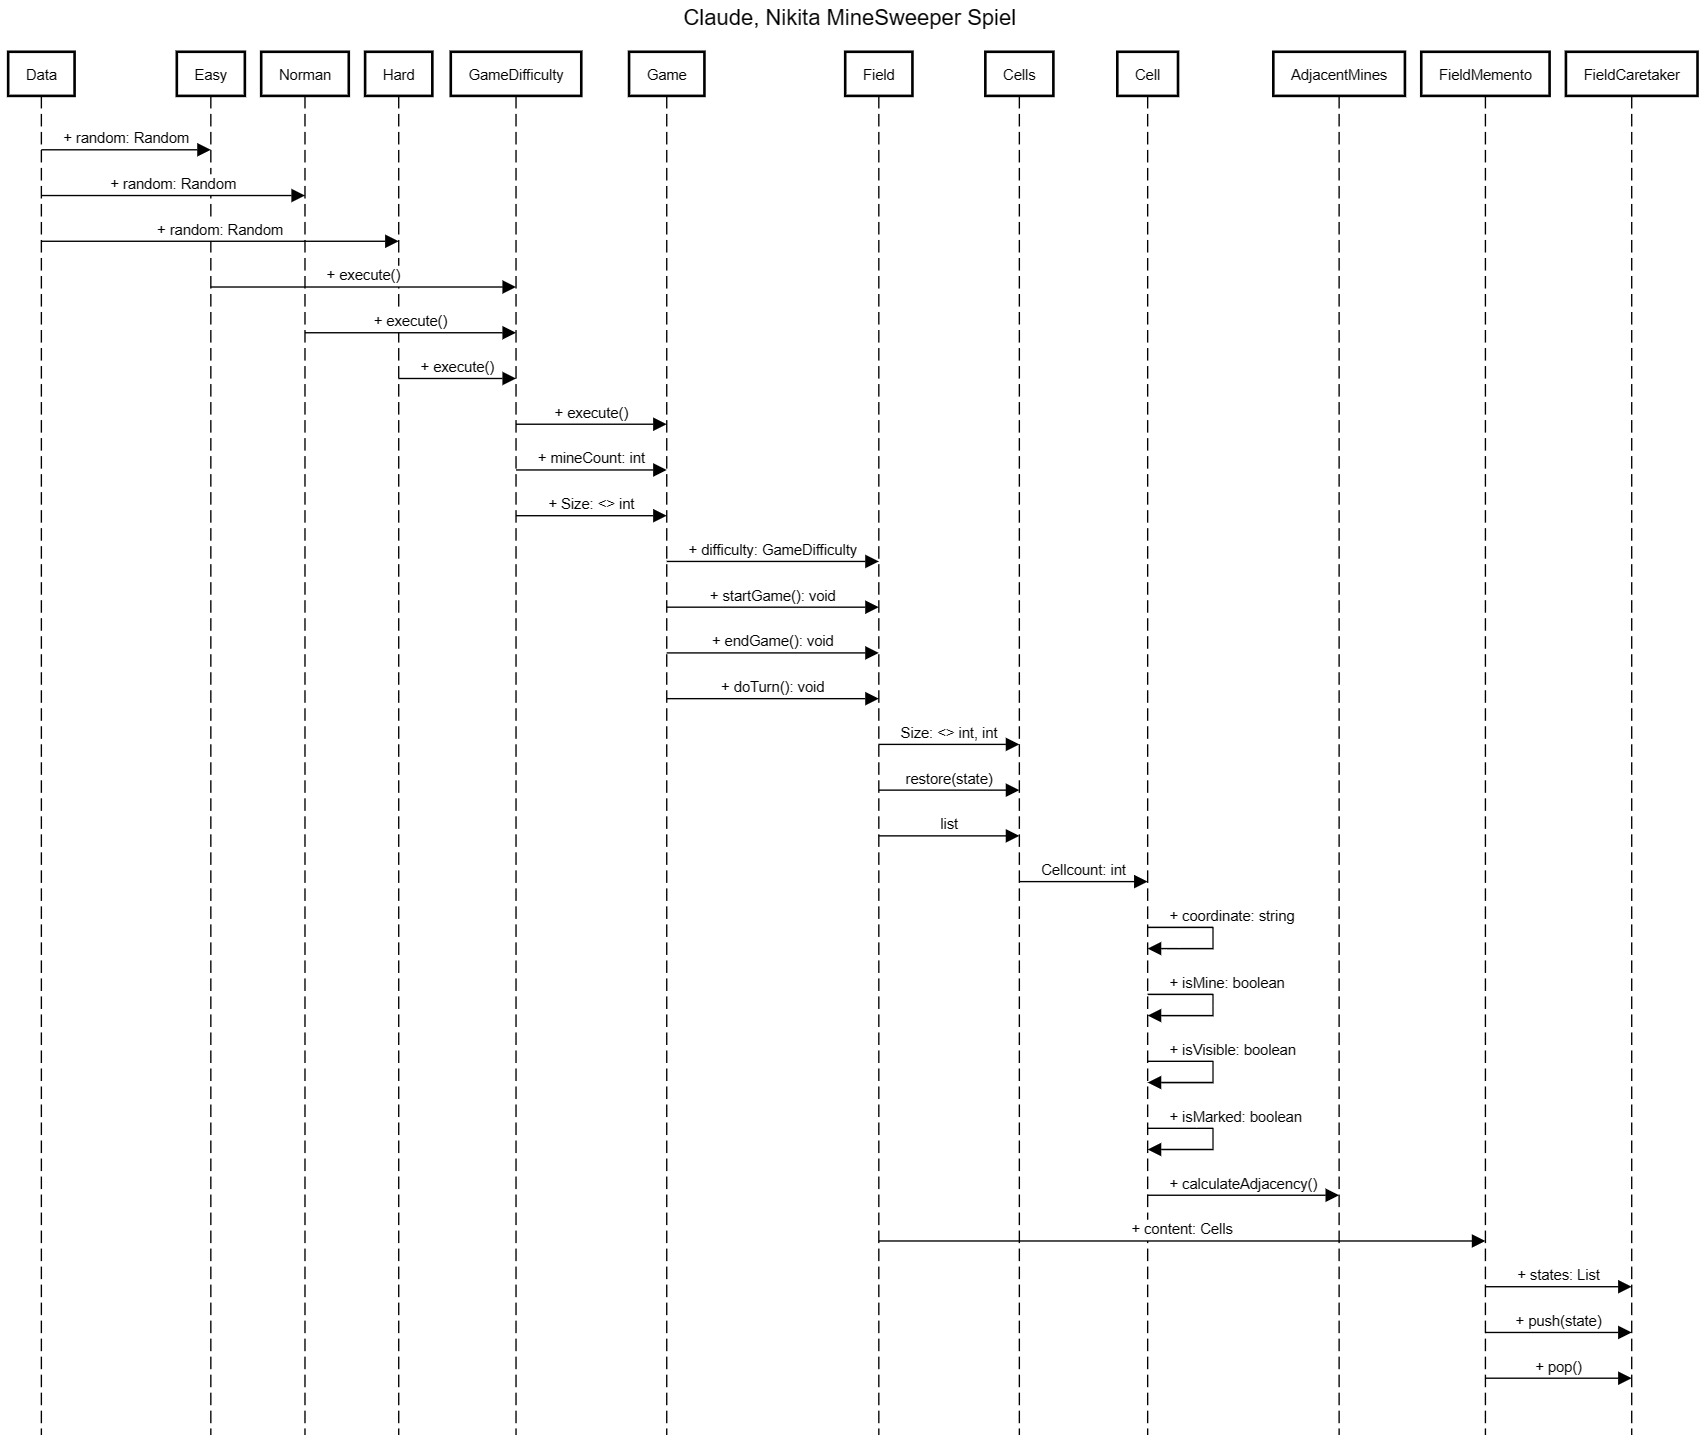 Claude, Nikita MineSweeper Spiel
Data
Easy
Norman
Hard
GameDifficulty
Game
Field
Cells
Cell
AdjacentMines
FieldMemento
FieldCaretaker
+ random: Random
+ random: Random
+ random: Random
+ execute()
+ execute()
+ execute()
+ execute()
+ mineCount: int
+ Size: <> int
+ difficulty: GameDifficulty
+ startGame(): void
+ endGame(): void
+ doTurn(): void
Size: <> int, int
restore(state)
list
Cellcount: int
+ coordinate: string
+ isMine: boolean
+ isVisible: boolean
+ isMarked: boolean
+ calculateAdjacency()
+ content: Cells
+ states: List
+ push(state)
+ pop()